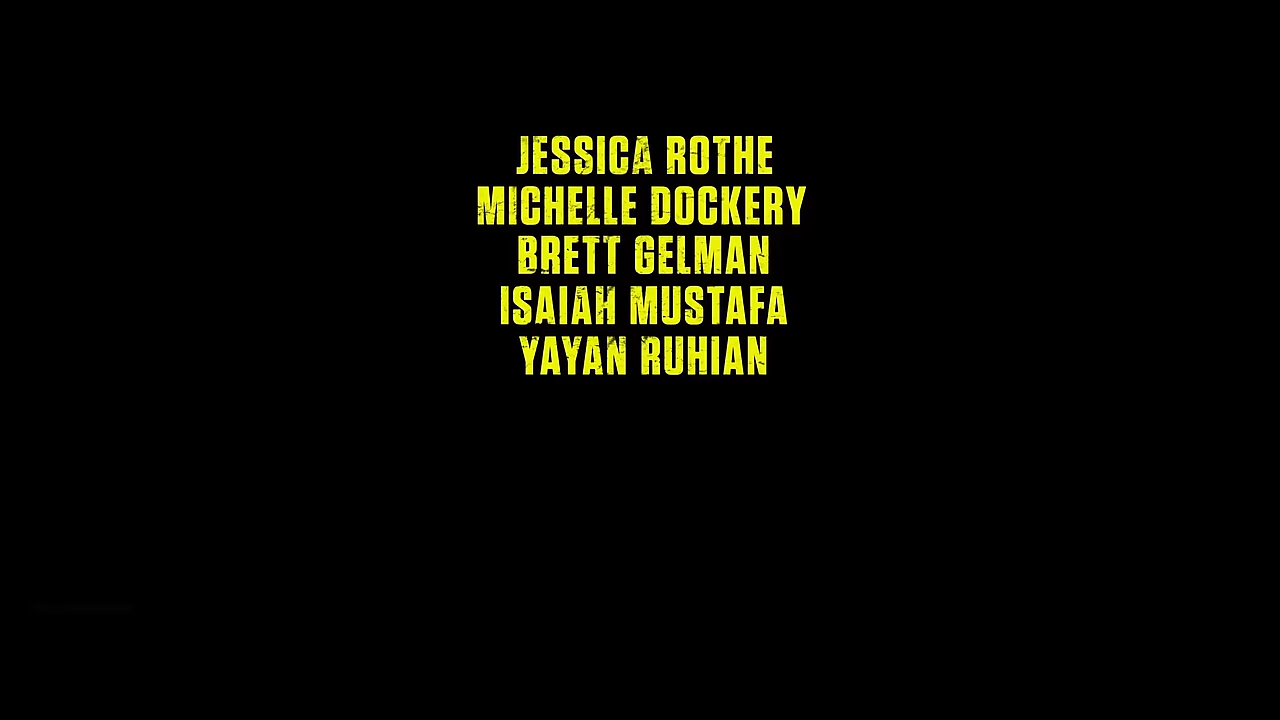 JESSICA ROTHE
MICHELLE DOCKERY
BRETT GELMAN
ISAIAH MUSTAFA
YAYAN RUHIAN